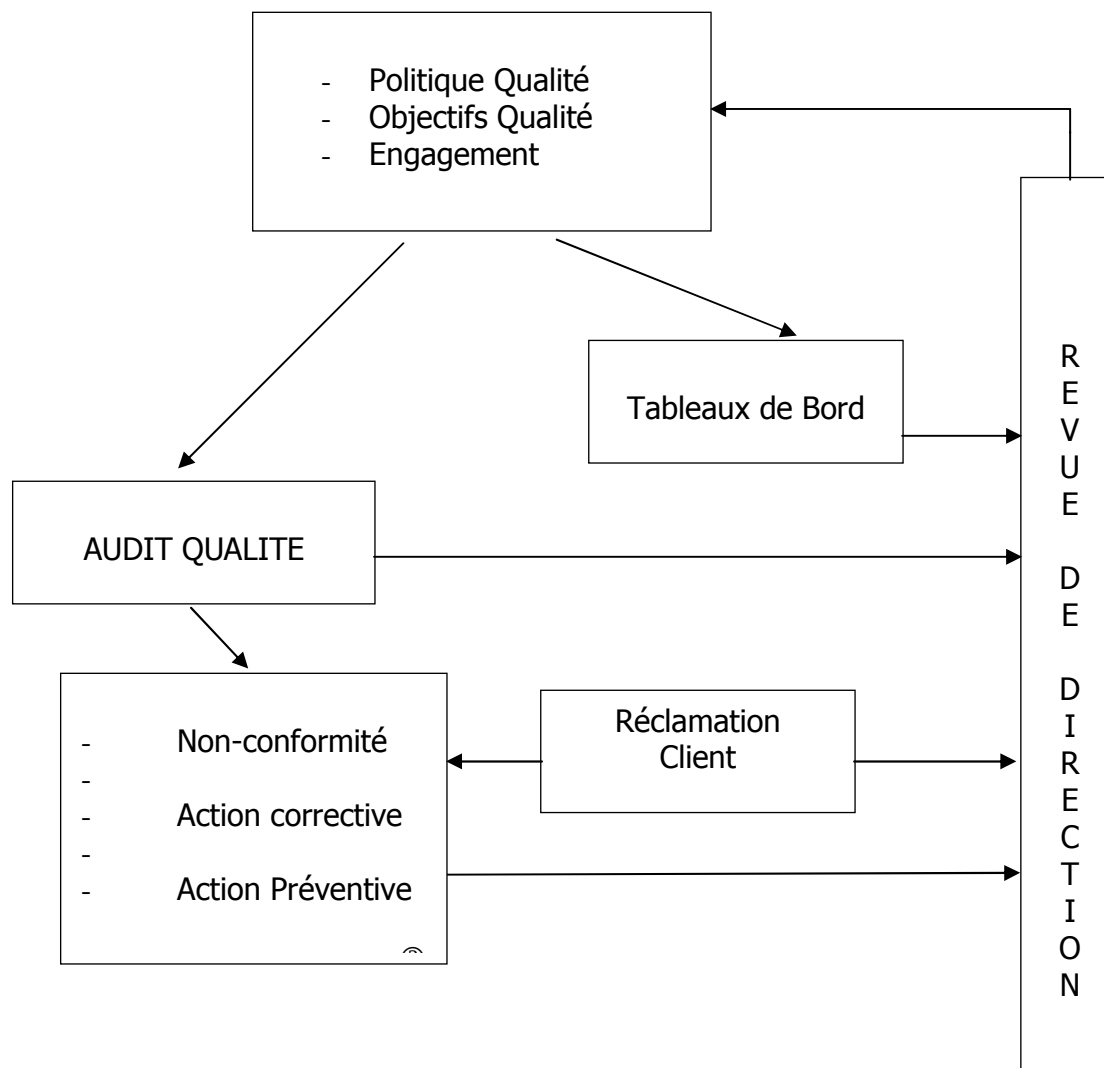 - Politique Qualité
- Objectifs Qualité
- Engagement
Tableaux de Bord
AUDIT QUALITE
- Non-conformité
-
- Action corrective
-
- Action Préventive
Réclamation
Client
R
E
V
U
E
D
E
D
I
R
E
C
T
I
O
N